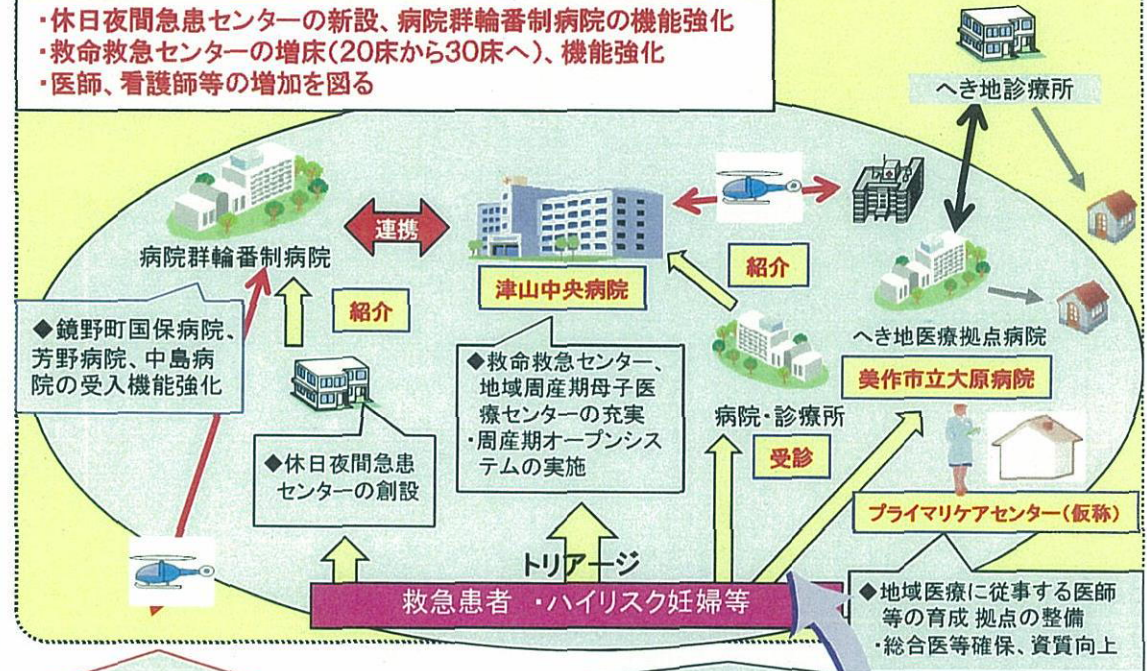 ・休日夜間急患センターの新設、病院群輪番制病院の機能強化
・救命救急センターの増床(20床から30床へ)、機能強化
・医師、看護師等の増加を図る
へき地診療所
病院群輪番制病院
連携
津山中央病院
紹介
紹介
へき地医療拠点病院
美作市立大原病院
◆鏡野町国保病院、
芳野病院、中島病
院の受入機能強化
◆救命救急センター、
地域周産期母子医
療センターの充実
・周産期オープンシス
テムの実施
病院・診療所
受診
◆休日夜間急患
センターの創設
プライマリケアセンター(仮称)
トリアージ
救急患者 ・ハイリスク妊婦等
◆地域医療に従事する医師
等の育成 拠点の整備
・総合医等確保、資質向上